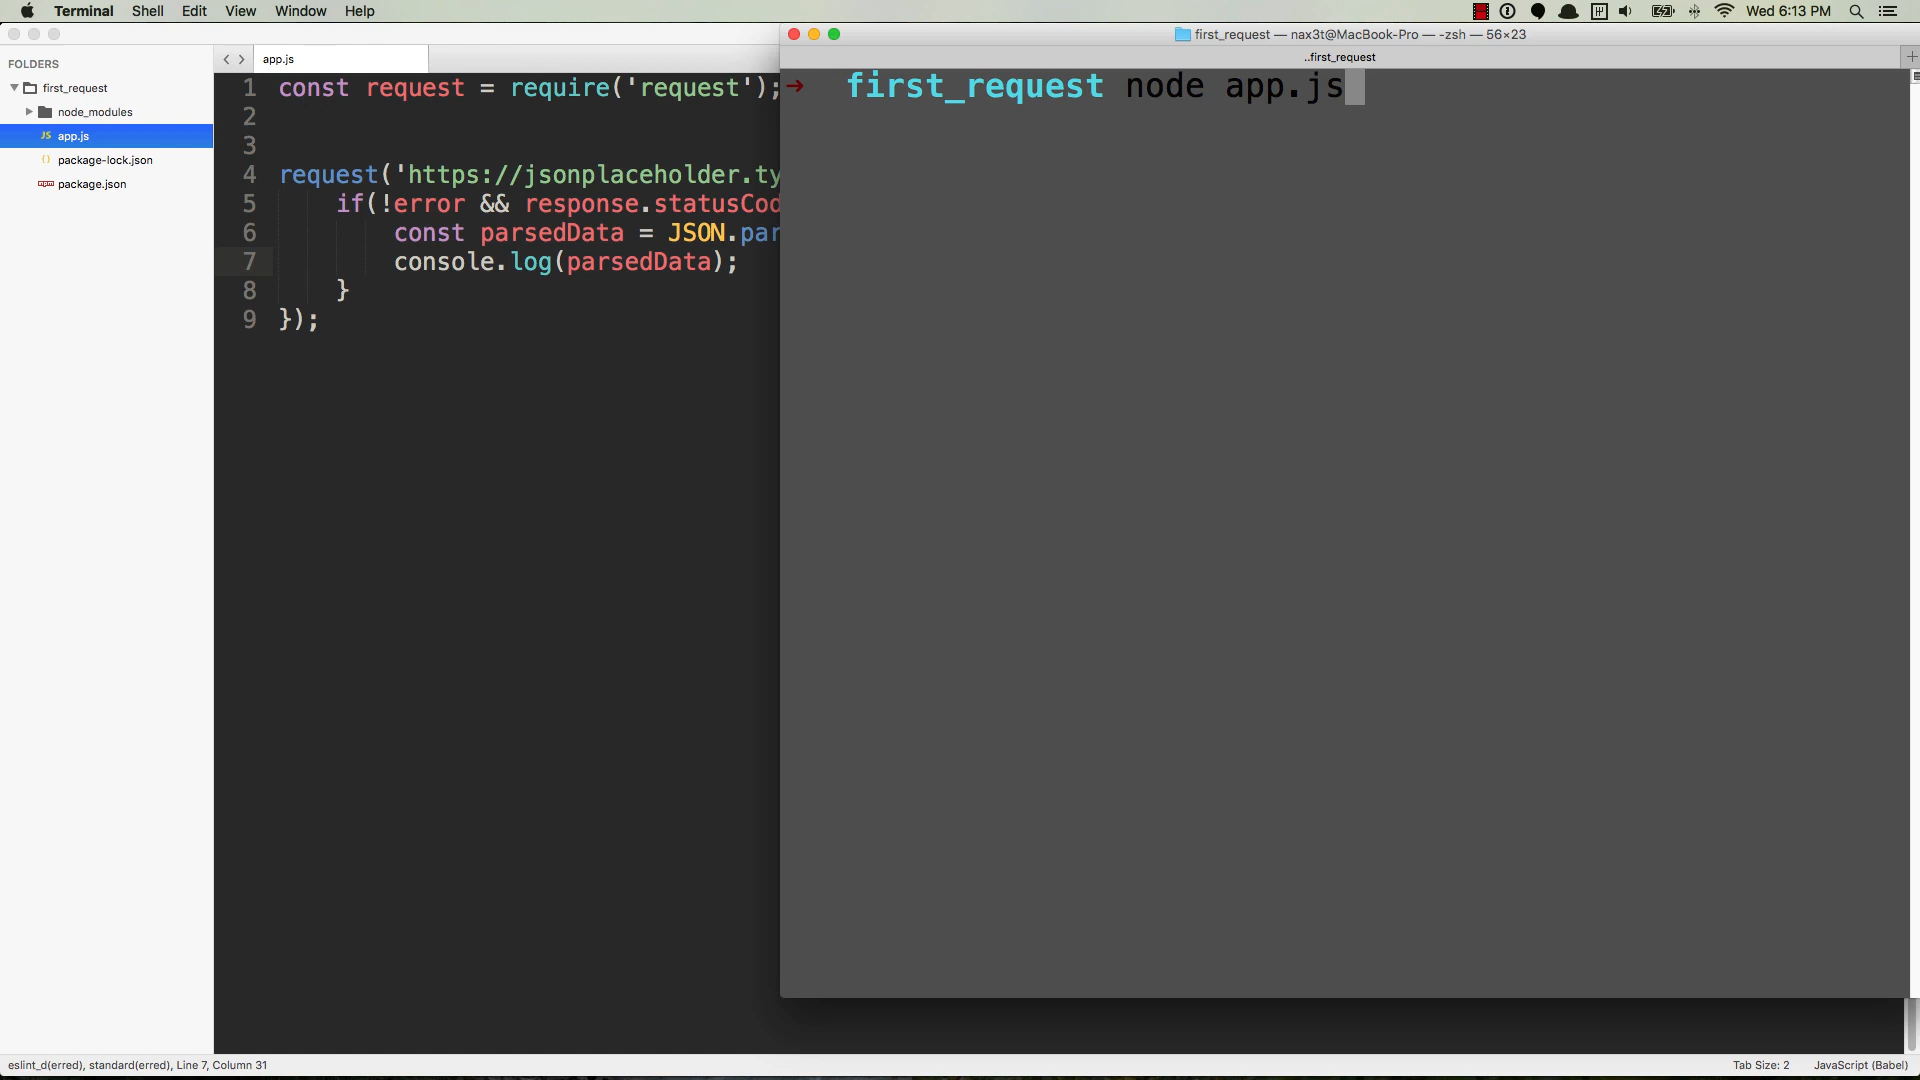 Terminal Shell Edit View Window Help
Wed 6:13 PM
FOLDERS
first_request
node_modules
JS app.js
{} package-lock.json
npm package.json
app.js
1 const request = require('request');
2
3
4 request('https://jsonplaceholder.ty
5 if(!error && response.statusCod
6 const parsedData = JSON.par
7 console.log(parsedData);
8 }
9 });
first_request — nax3t@MacBook-Pro — -zsh — 56×23
..first_request
➜ first_request node app.js
eslint_d(erred), standard(erred), Line 7, Column 31
Tab Size: 2 JavaScript (Babel)